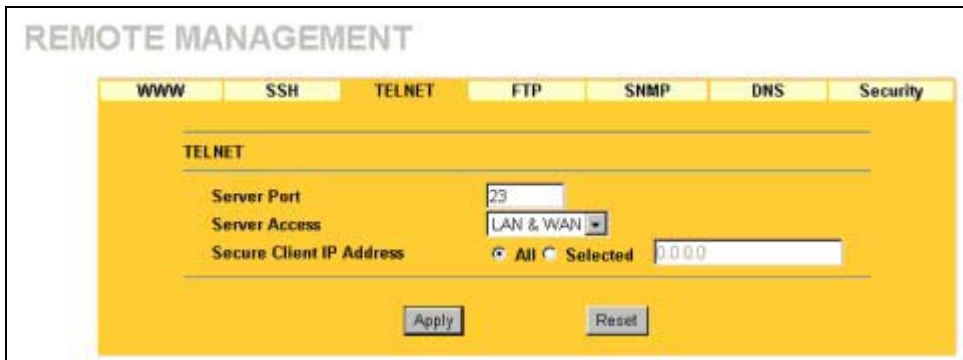 REMOTE MANAGEMENT
WWW SSH TELNET FTP SNMP DNS Security
TELNET
Server Port 23
Server Access LAN & WAN
Secure Client IP Address All Selected 0.0.0.0
Apply Reset